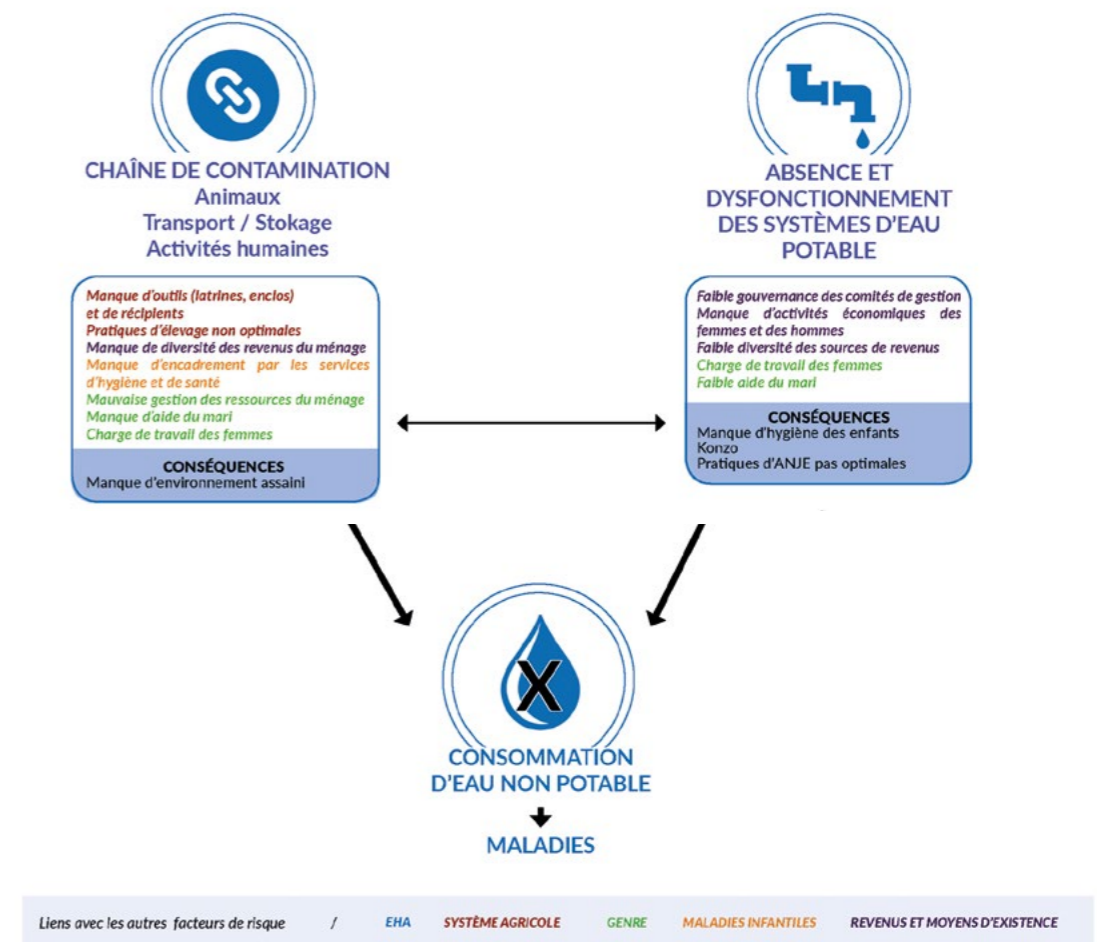 CHAÎNE DE CONTAMINATION
Animaux
Transport / Stokage
Activités humaines
Manque d'outils (latrines, enclos)
et de récipients
Pratiques d'élevage non optimales
Manque de diversité des revenus du ménage
Manque d'encadrement par les services
d'hygiène et de santé
Mauvaise gestion des ressources du ménage
Manque d'aide du mari
Charge de travail des femmes
CONSÉQUENCES
Manque d'environnement assaini
ABSENCE ET
DYSFONCTIONNEMENT
DES SYSTÈMES D'EAU
POTABLE
Faible gouvernance des comités de gestion
Manque d'activités économiques des
femmes et des hommes
Faible diversité des sources de revenus
Charge de travail des femmes
Faible aide du mari
CONSÉQUENCES
Manque d'hygiène des enfants
Konzo
Pratiques d'ANJE pas optimales
X
CONSOMMATION
D'EAU NON POTABLE
MALADIES
Liens avec les autres facteurs de risque / EHA SYSTÈME AGRICOLE GENRE MALADIES INFANTILES REVENUS ET MOYENS D'EXISTENCE